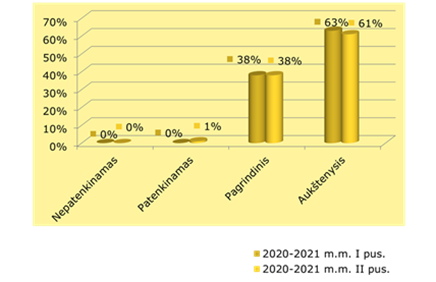 70%
60%
50%
40%
30%
20%
10%
0%
0%
0%
0%
1%
38%
38%
63%
61%
Nepatenkinamas
Patenkinamas
Pagrindinis
Aukštenysis
2020-2021 m.m. I pus.
2020-2021 m.m. II pus.